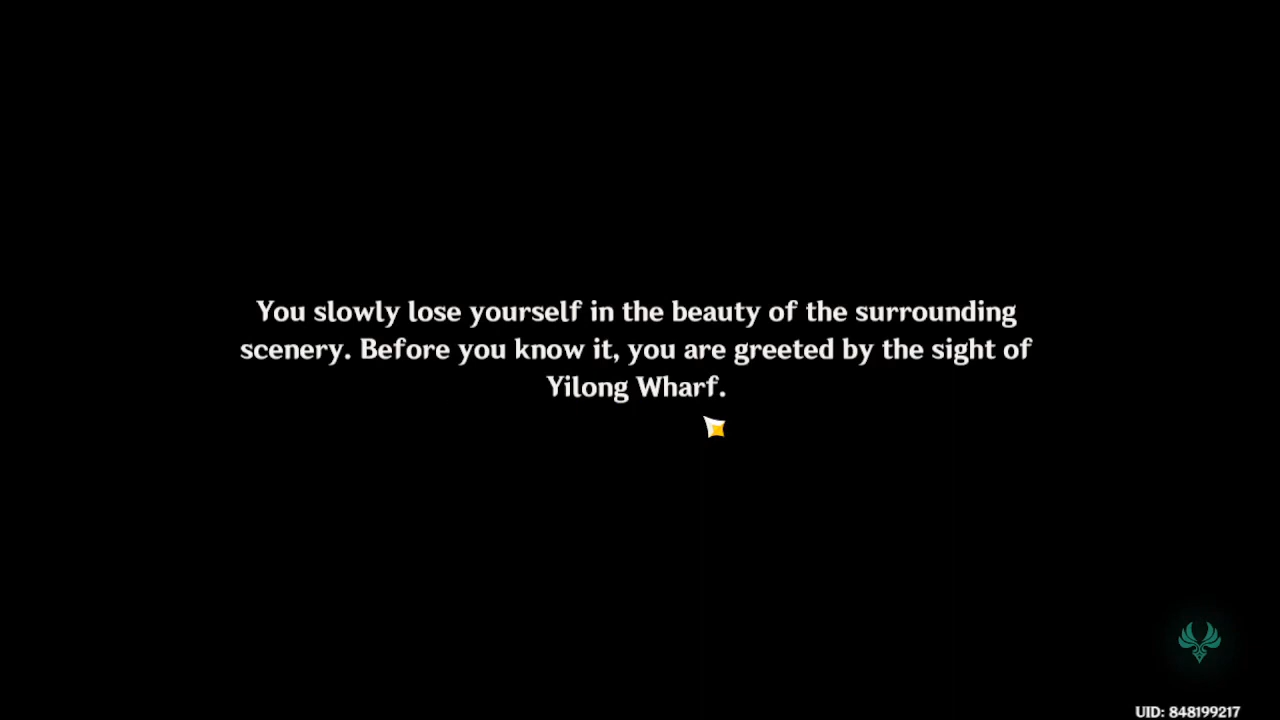 You slowly lose yourself in the beauty of the surrounding
scenery. Before you know it, you are greeted by the sight of
Yilong Wharf.
UID: 848199217